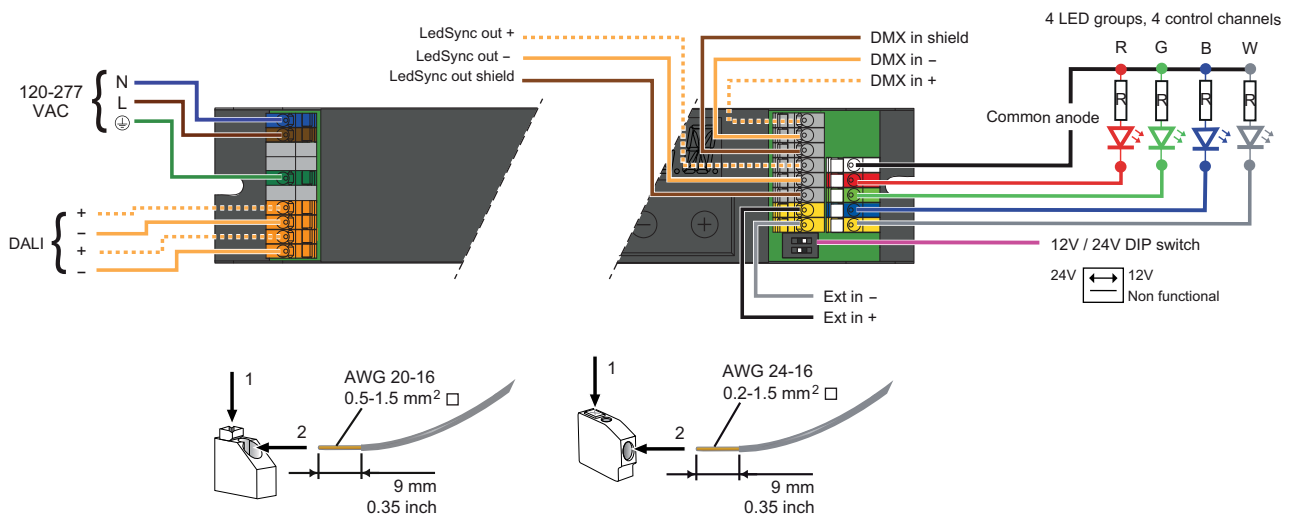 4 LED groups, 4 control channels
LedSync out +
LedSync out –
LedSync out shield
DMX in shield
DMX in –
DMX in +
R G B W
120-277
VAC
N
L
R R R R
Common anode
DALI
+
–
+
–
12V / 24V DIP switch
24V 12V
Non functional
Ext in –
Ext in +
1
AWG 20-16
0.5-1.5 mm² □
2
9 mm
0.35 inch
1
AWG 24-16
0.2-1.5 mm² □
2
9 mm
0.35 inch